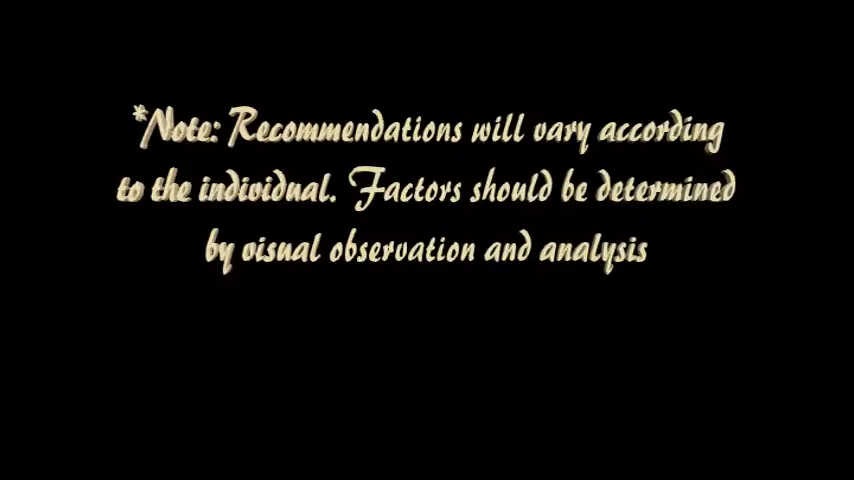 *Note: Recommendations will vary according
to the individual. Factors should be determined
by visual observation and analysis